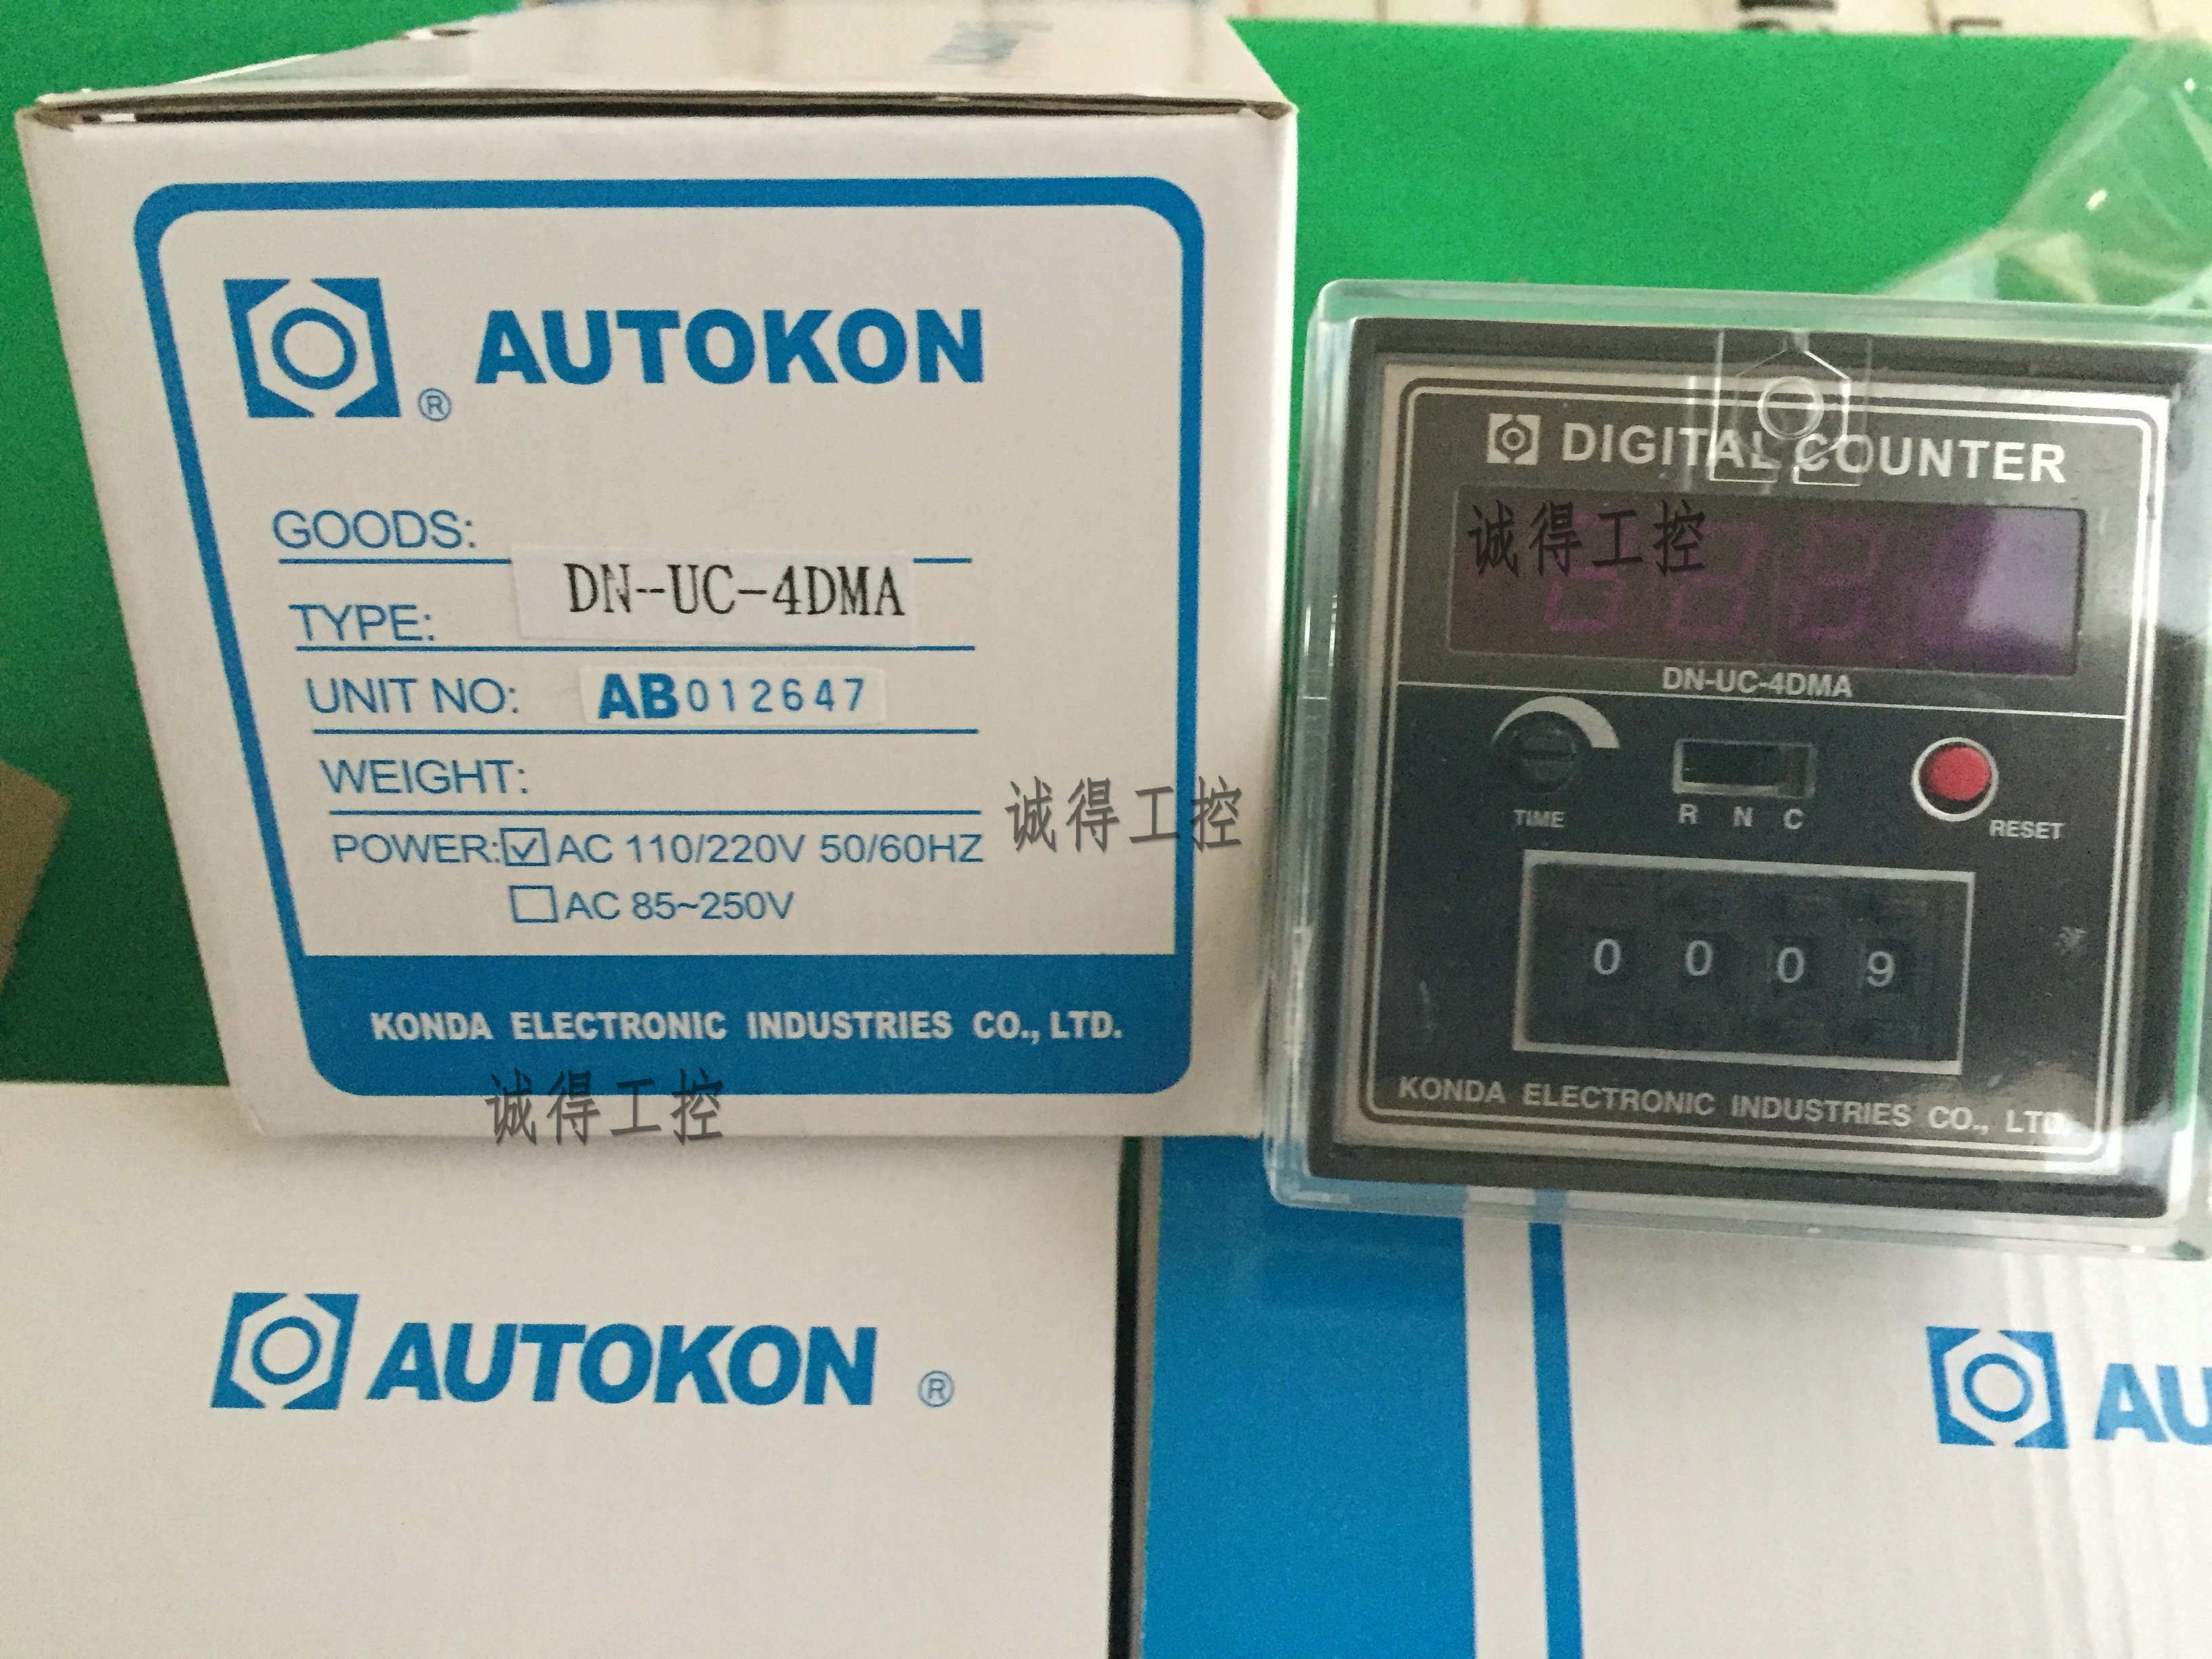 ® AUTOKON
GOODS:
TYPE: DN-UC-4DMA
UNIT NO: AB012647
WEIGHT:
POWER: AC 110/220V 50/60HZ
AC 85~250V
KONDA ELECTRONIC INDUSTRIES CO., LTD.
诚得工控
诚得工控
DIGITAL COUNTER
诚得工控
DN-UC-4DMA
TIME
R N C
RESET
0 0 0 9
KONDA ELECTRONIC INDUSTRIES CO., LTD.
AUTOKON ®
AU